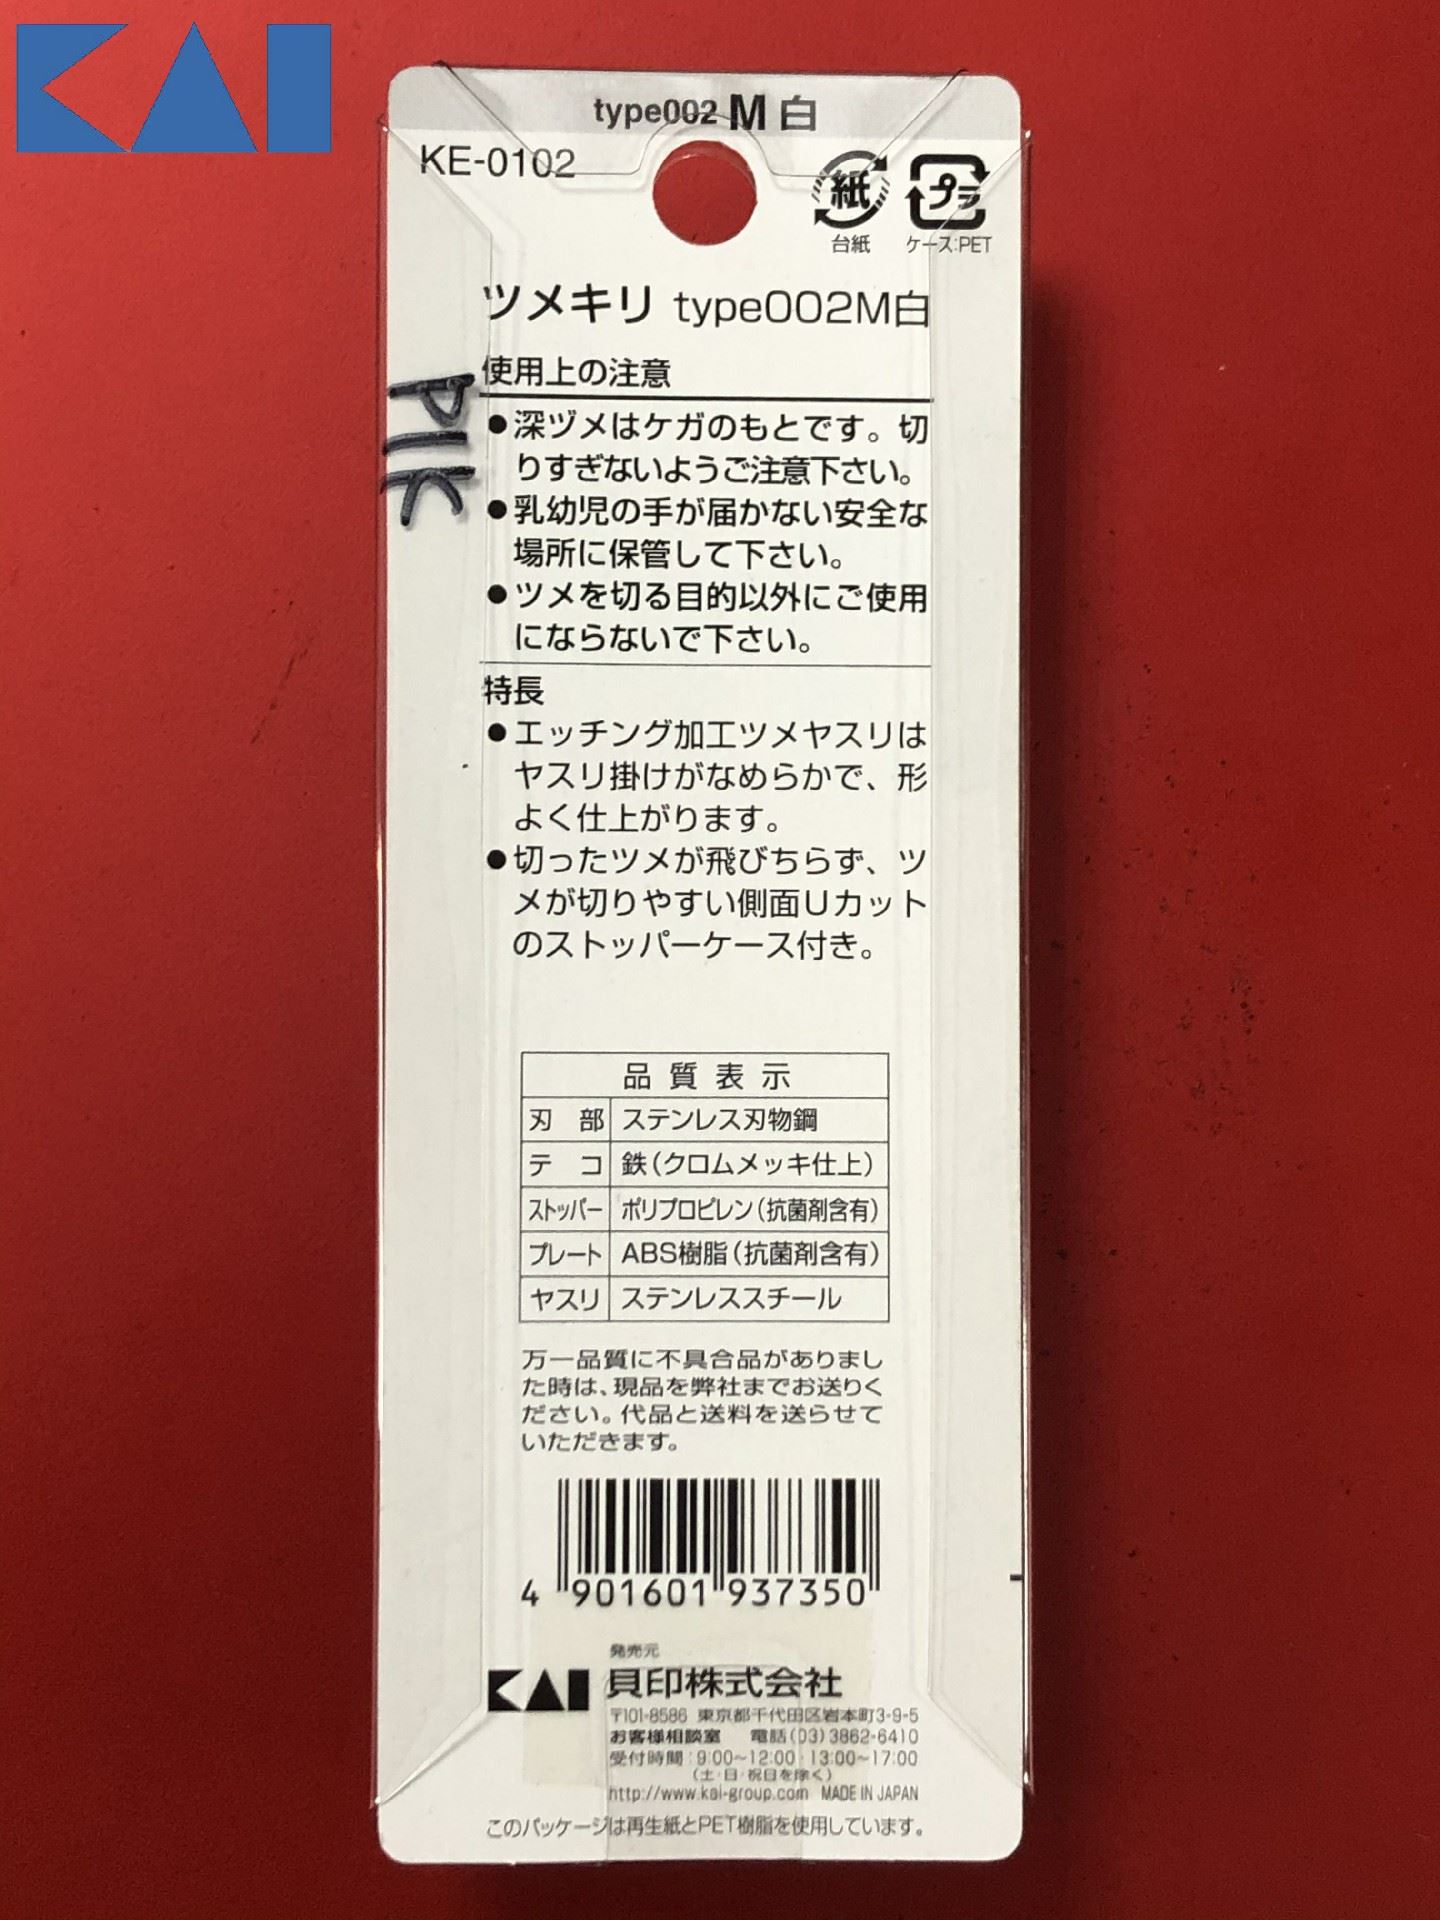 KAI
type002 M 白
KE-0102
紙
プラ
台紙
ケース:PET
ツメキリ type002M白
使用上の注意
●深ヅメはケガのもとです。切
りすぎないようご注意下さい。
●乳幼児の手が届かない安全な
場所に保管して下さい。
●ツメを切る目的以外にご使用
にならないで下さい。
特長
●エッチング加工ツメヤスリは
ヤスリ掛けがなめらかで、形
よく仕上がります。
●切ったツメが飛びちらず、ツ
メが切りやすい側面Uカット
のストッパーケース付き。
品質表示
刃部 ステンレス刃物鋼
テコ 鉄(クロムメッキ仕上)
ストッパー ポリプロピレン(抗菌剤含有)
プレート ABS樹脂(抗菌剤含有)
ヤスリ ステンレススチール
万一品質に不具合品がありまし
た時は、現品を弊社までお送りく
ださい。代品と送料を送らせて
いただきます。
4 901601 937350
発売元
KAI 貝印株式会社
〒101-8586 東京都千代田区岩本町3-9-5
お客様相談室 電話(03)3862-6410
受付時間:9:00~12:00・13:00~17:00
(土・日・祝日を除く)
http://www.kai-group.com MADE IN JAPAN
このパッケージは再生紙とPET樹脂を使用しています。